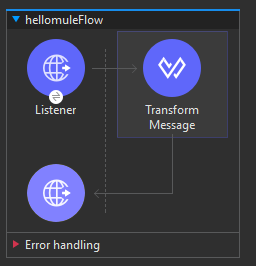 hellomuleFlow
Listener
Transform
Message
Error handling